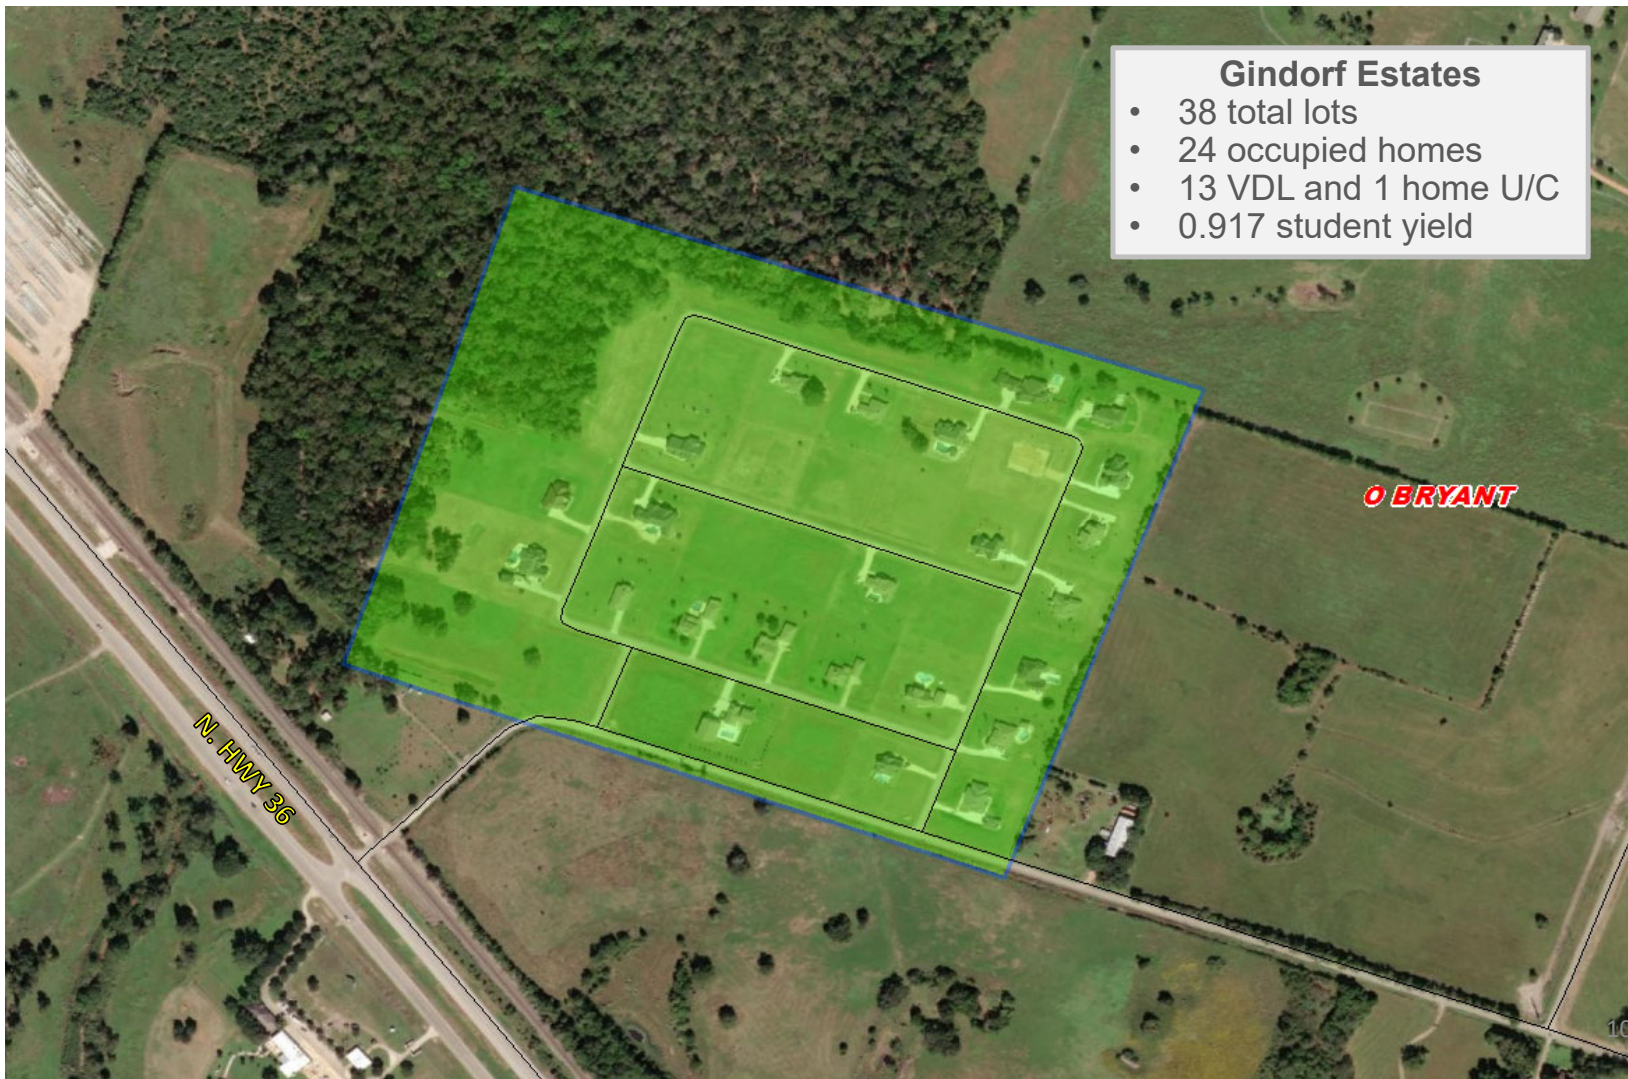 Gindorf Estates
• 38 total lots
• 24 occupied homes
• 13 VDL and 1 home U/C
• 0.917 student yield
O BRYANT
N. HWY 36
10